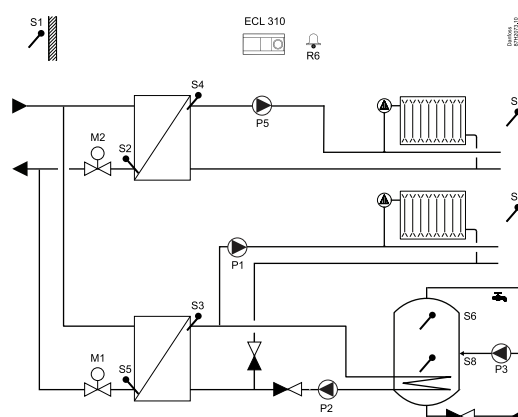 S1
ECL 310
R6
Danfoss
87H2073.10
S4
P5
S
M2
S2
S
P1
S3
S6
M1
S5
S8
P3
P2